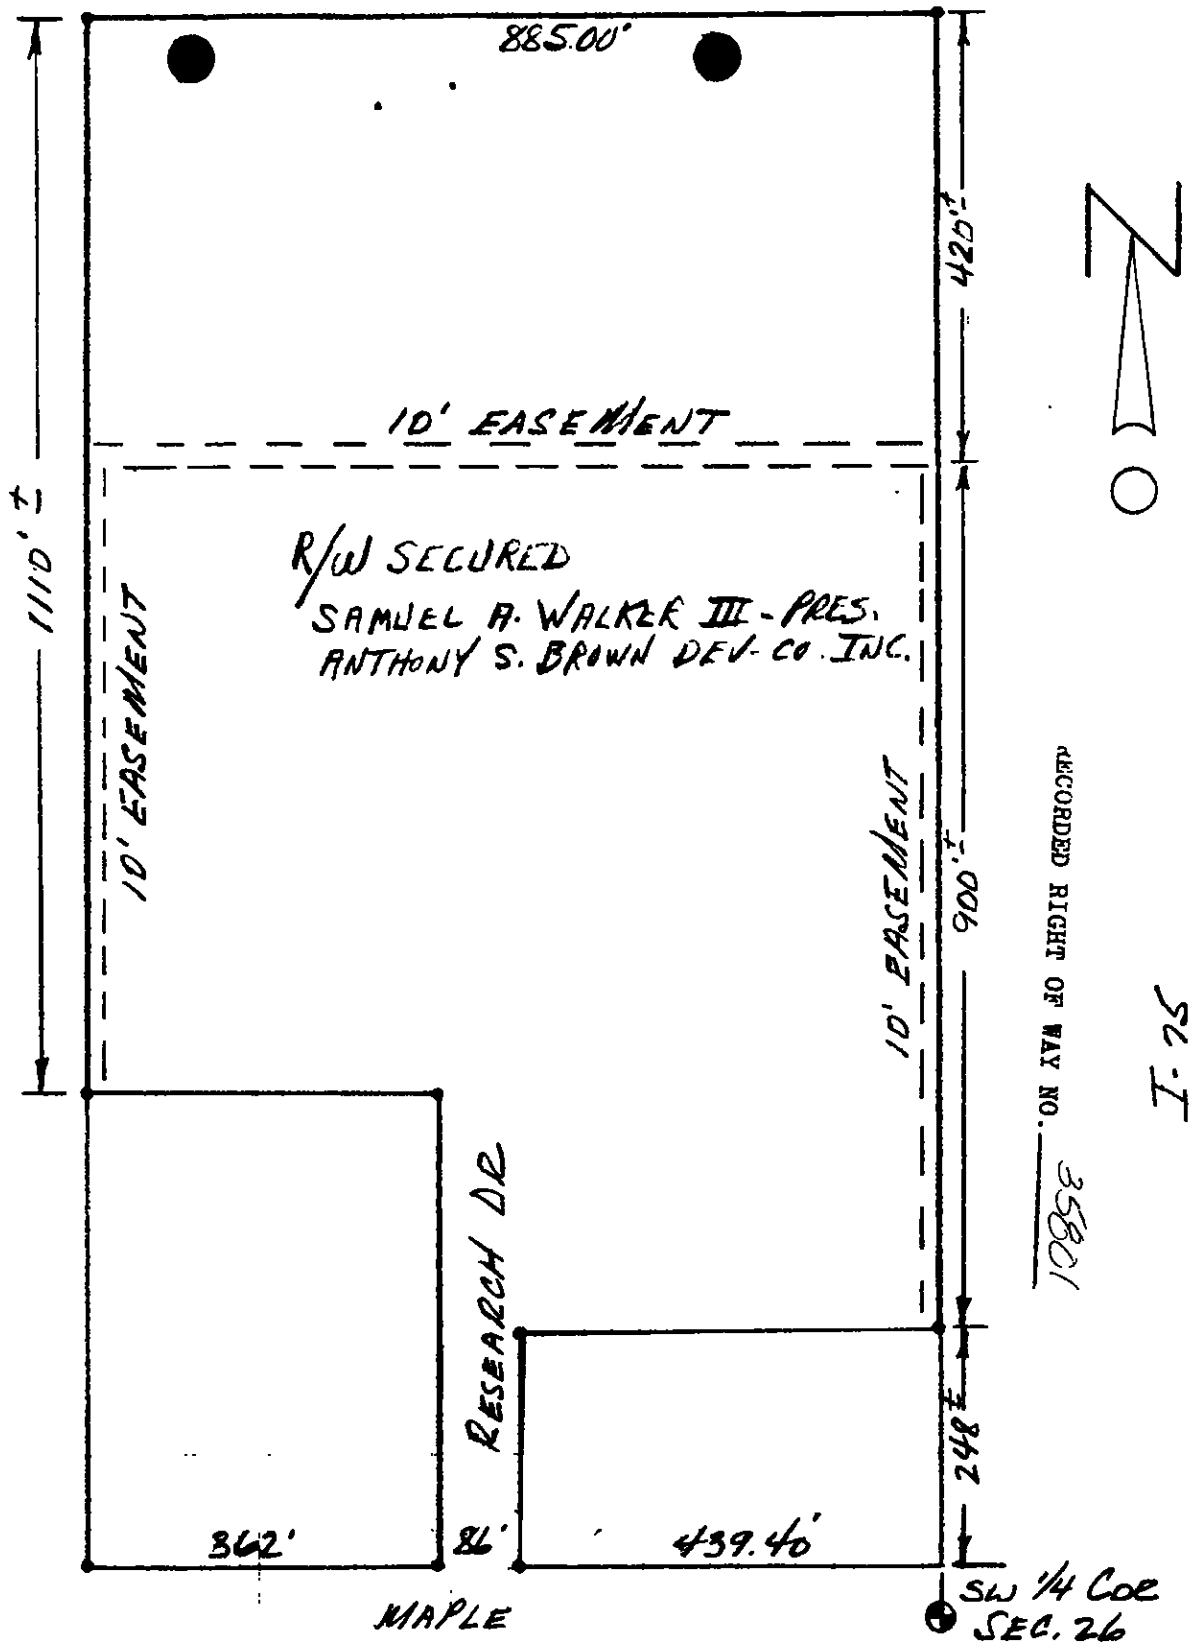 885.00'
420'±
N
10' EASEMENT
1110' ±
R/W SECURED
SAMUEL A. WALKER III - PRES.
ANTHONY S. BROWN DEV. CO. INC.
10' EASEMENT
10' EASEMENT
900'±
RECORDED RIGHT OF WAY NO. 35801
I-75
RESEARCH DR
248'±
362'
86'
439.40'
MAPLE
SW 1/4 COR
SEC. 26